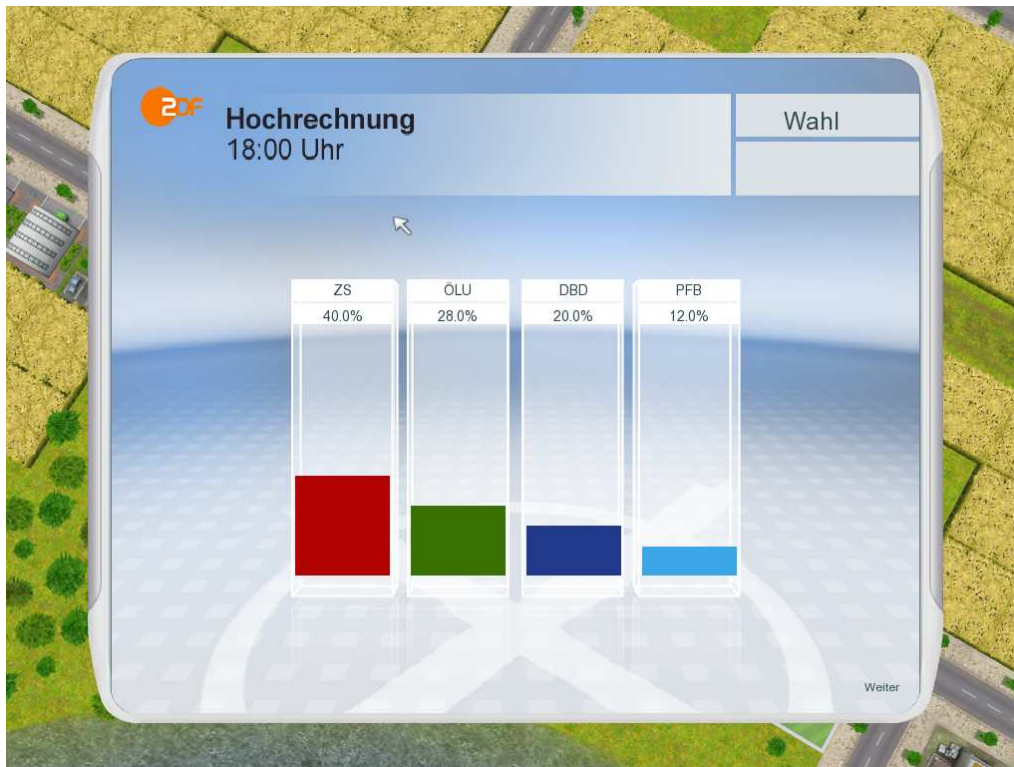 ZDF
Hochrechnung
18:00 Uhr
Wahl
ZS
40.0%
ÖLU
28.0%
DBD
20.0%
PFB
12.0%
Weiter